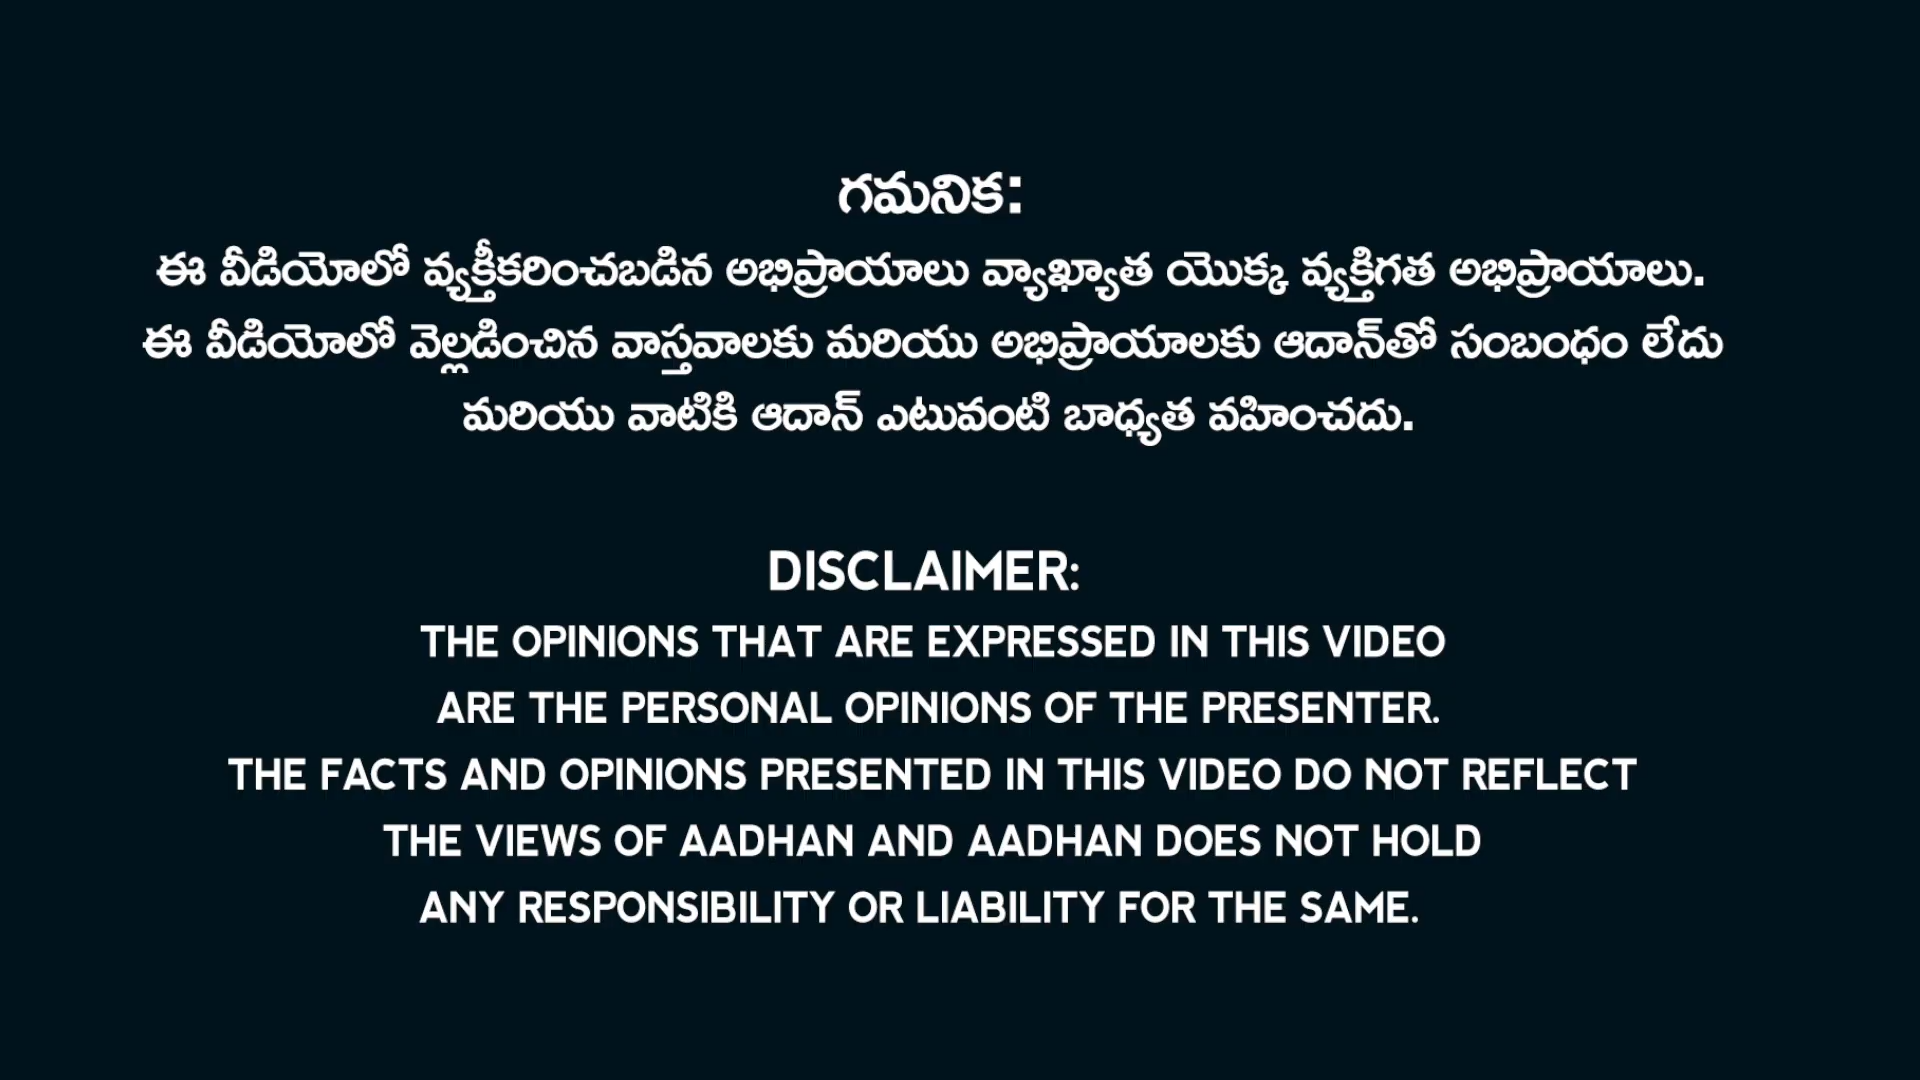 గమనిక:
ఈ వీడియోలో వ్యక్తీకరించబడిన అభిప్రాయాలు వ్యాఖ్యాత యొక్క వ్యక్తిగత అభిప్రాయాలు.
ఈ వీడియోలో వెల్లడించిన వాస్తవాలకు మరియు అభిప్రాయాలకు ఆదాన్‌తో సంబంధం లేదు
మరియు వాటికి ఆదాన్ ఎటువంటి బాధ్యత వహించదు.
DISCLAIMER:
THE OPINIONS THAT ARE EXPRESSED IN THIS VIDEO
ARE THE PERSONAL OPINIONS OF THE PRESENTER.
THE FACTS AND OPINIONS PRESENTED IN THIS VIDEO DO NOT REFLECT
THE VIEWS OF AADHAN AND AADHAN DOES NOT HOLD
ANY RESPONSIBILITY OR LIABILITY FOR THE SAME.